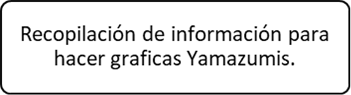 Recopilación de información para
hacer graficas Yamazumis.